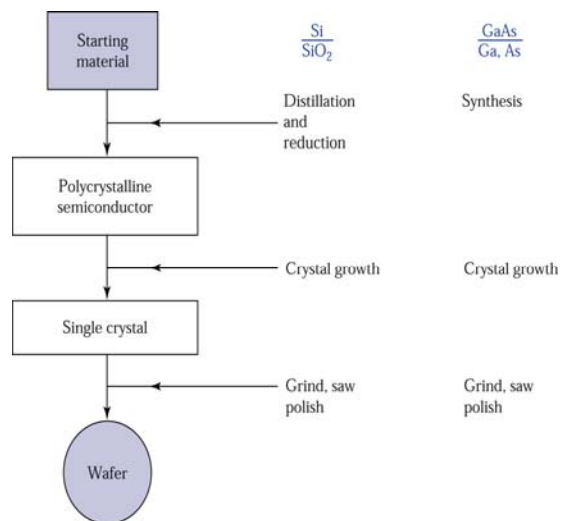 Starting
material
Si
SiO₂
GaAs
Ga, As
Distillation
and
reduction
Synthesis
Polycrystalline
semiconductor
Crystal growth
Crystal growth
Single crystal
Grind, saw
polish
Grind, saw
polish
Wafer